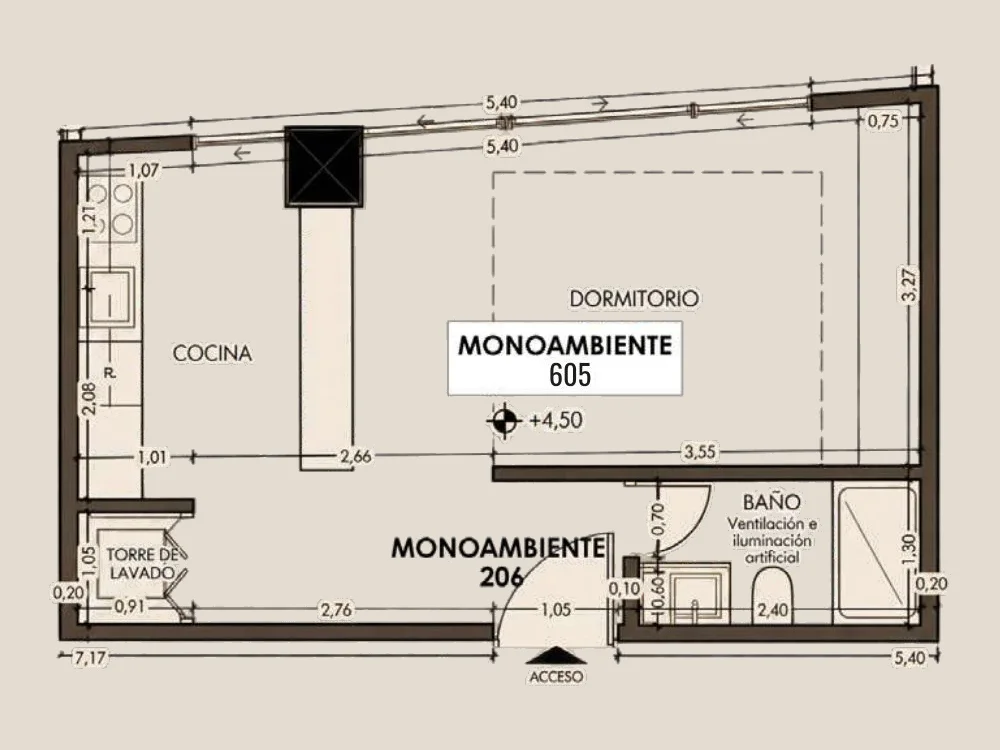 5,40
5,40
0,75
1,07
1,21
3,27
DORMITORIO
COCINA
MONOAMBIENTE
605
R.
2,08
+4,50
1,01
2,66
3,55
BAÑO
Ventilación e
iluminación
artificial
0,70
1,30
TORRE DE
LAVADO
1,05
MONOAMBIENTE
206
0,20
0,91
2,76
1,05
0,10
0,60
2,40
0,20
7,17
5,40
ACCESO